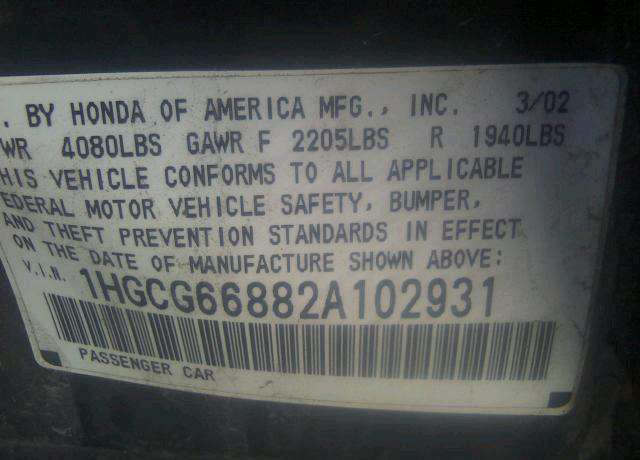 . BY HONDA OF AMERICA MFG., INC. 3/02
WR 4080LBS GAWR F 2205LBS R 1940LBS
HIS VEHICLE CONFORMS TO ALL APPLICABLE
EDERAL MOTOR VEHICLE SAFETY, BUMPER,
AND THEFT PREVENTION STANDARDS IN EFFECT
ON THE DATE OF MANUFACTURE SHOWN ABOVE:
V.I.N. 1HGCG66882A102931
PASSENGER CAR